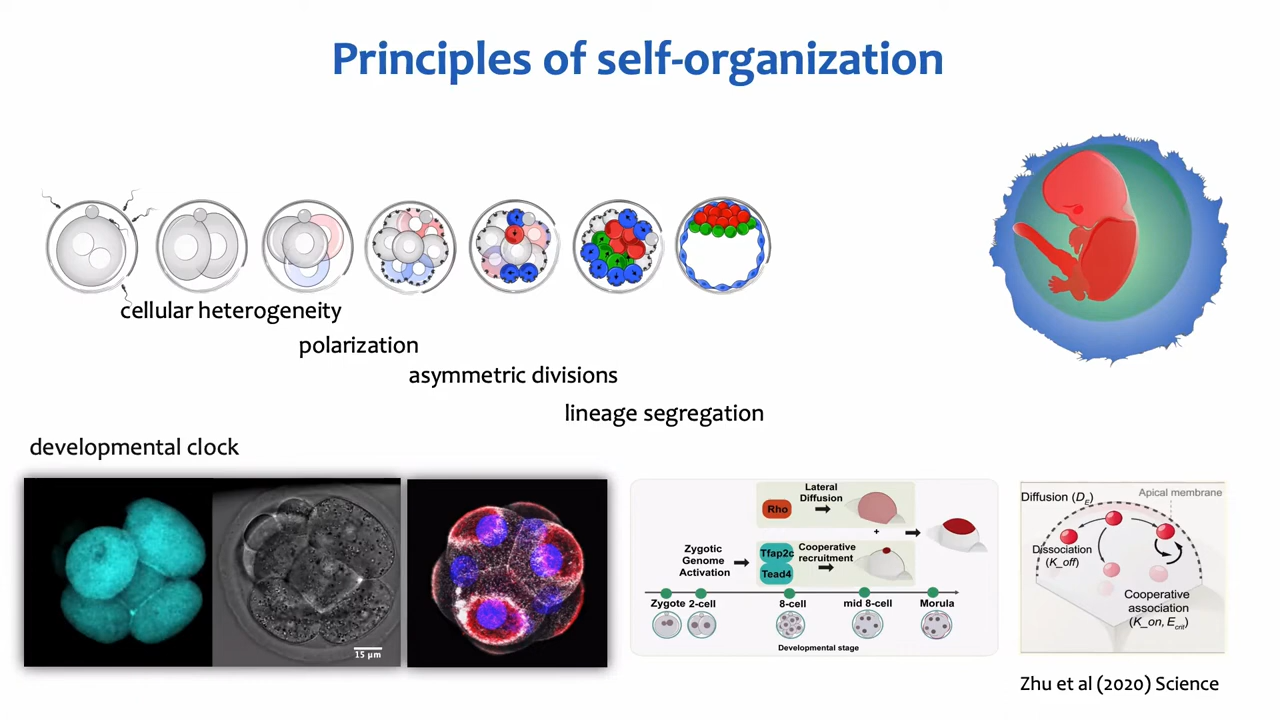 Principles of self-organization
cellular heterogeneity
polarization
asymmetric divisions
lineage segregation
developmental clock
15 µm
Lateral
Diffusion
Rho
+
Zygotic
Genome
Activation
Tfap2c
Tead4
Cooperative
recruitment
Zygote 2-cell 8-cell mid 8-cell Morula
Developmental stage
Diffusion (D_E)
Apical membrane
Dissociation
(K_off)
Cooperative
association
(K_on, E_crit)
Zhu et al (2020) Science